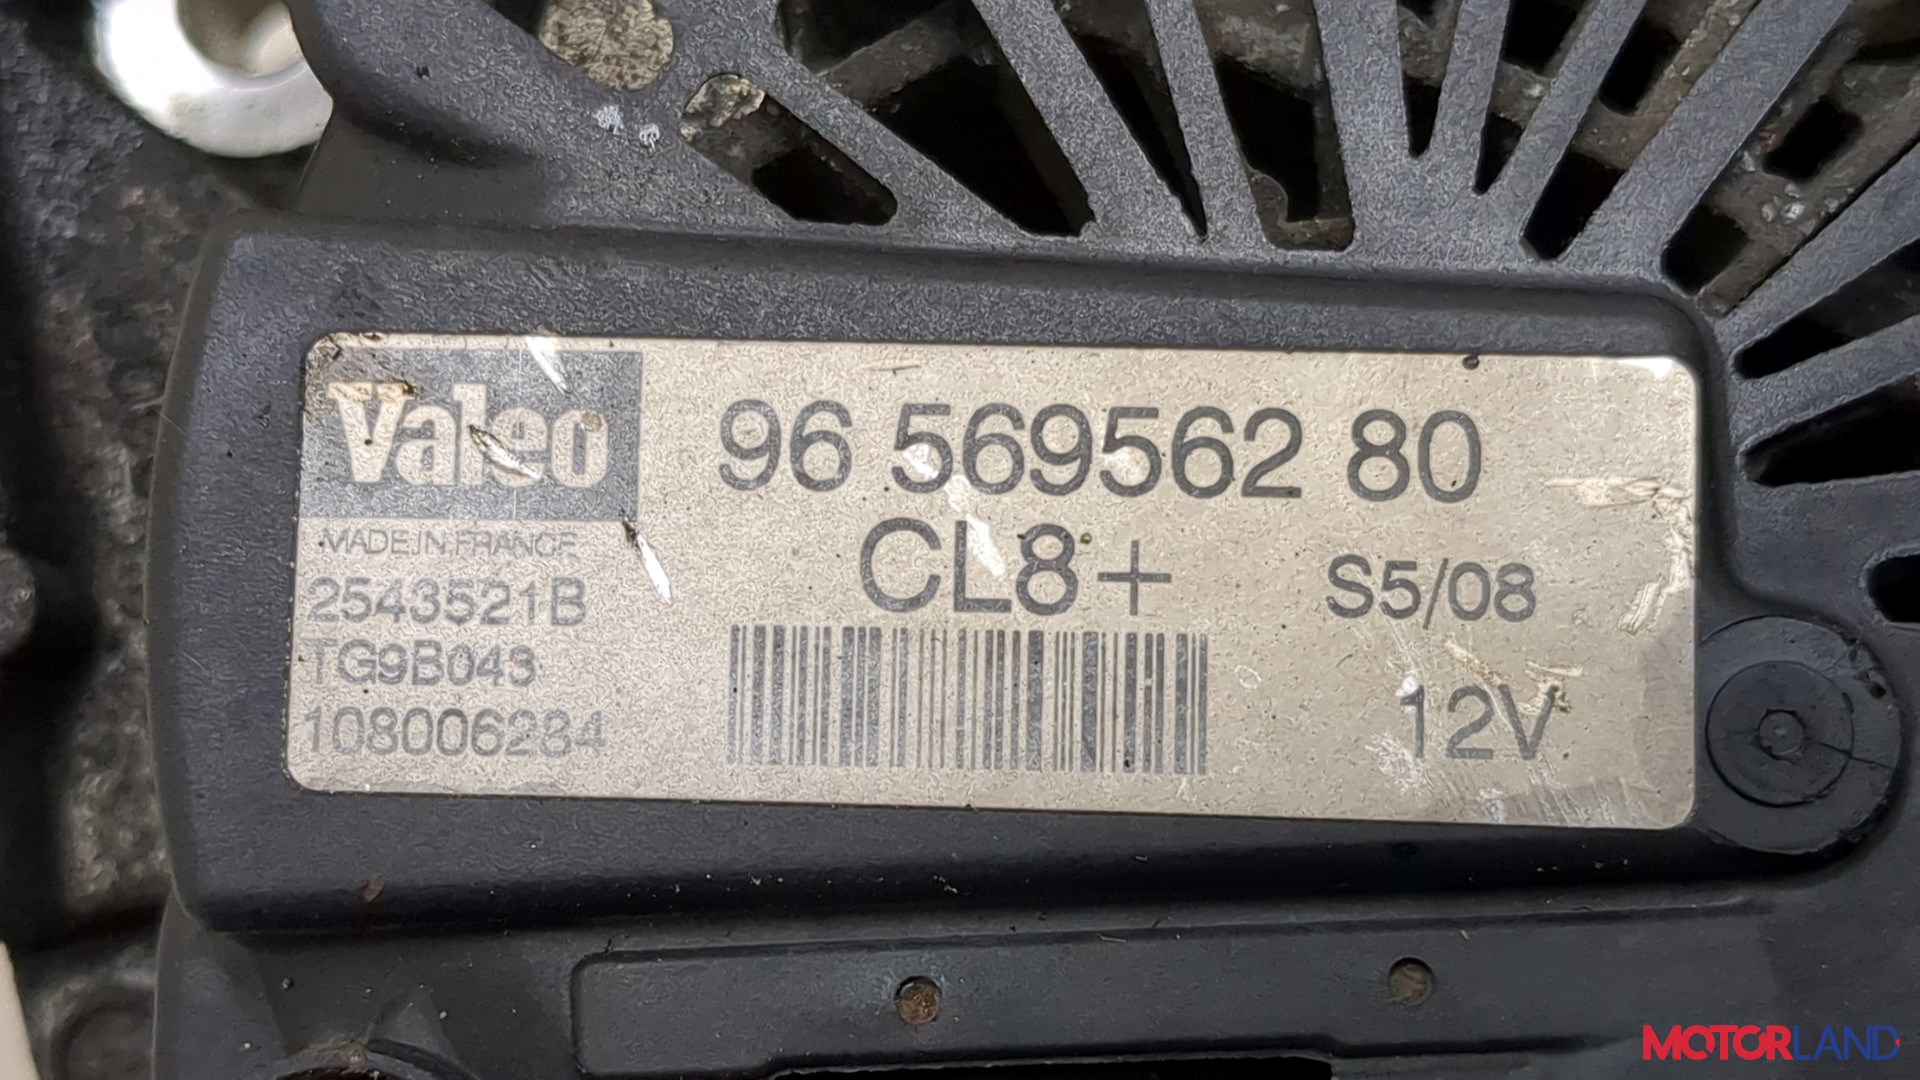 Valeo
96 569562 80
MADE IN FRANCE
CL8+
S5/08
2543521B
TG9B043
108006284
12V
MOTORLAND